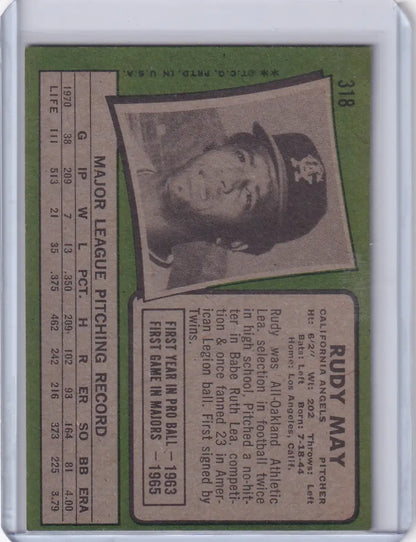 ** ©T.C.G. PRTD. IN U.S.A.
318
RUDY MAY
CALIFORNIA ANGELS PITCHER
Ht: 6'2" Wt: 202 Throws: Left
Bats: Left Born: 7-18-44
Home: Los Angeles, Calif.
Rudy was All-Oakland Athletic
Lea. selection in football twice
in high school. Pitched a no-hit-
ter in Babe Ruth Lea. competi-
tion & once fanned 23 in Amer-
ican Legion ball. First signed by
Twins.
FIRST YEAR IN PRO BALL — 1963
FIRST GAME IN MAJORS — 1965
MAJOR LEAGUE PITCHING RECORD
G IP W L PCT. H R ER SO BB ERA
1970 38 209 7 13 .350 209 102 93 164 81 4.00
LIFE 111 513 21 35 .375 462 242 216 373 225 3.79